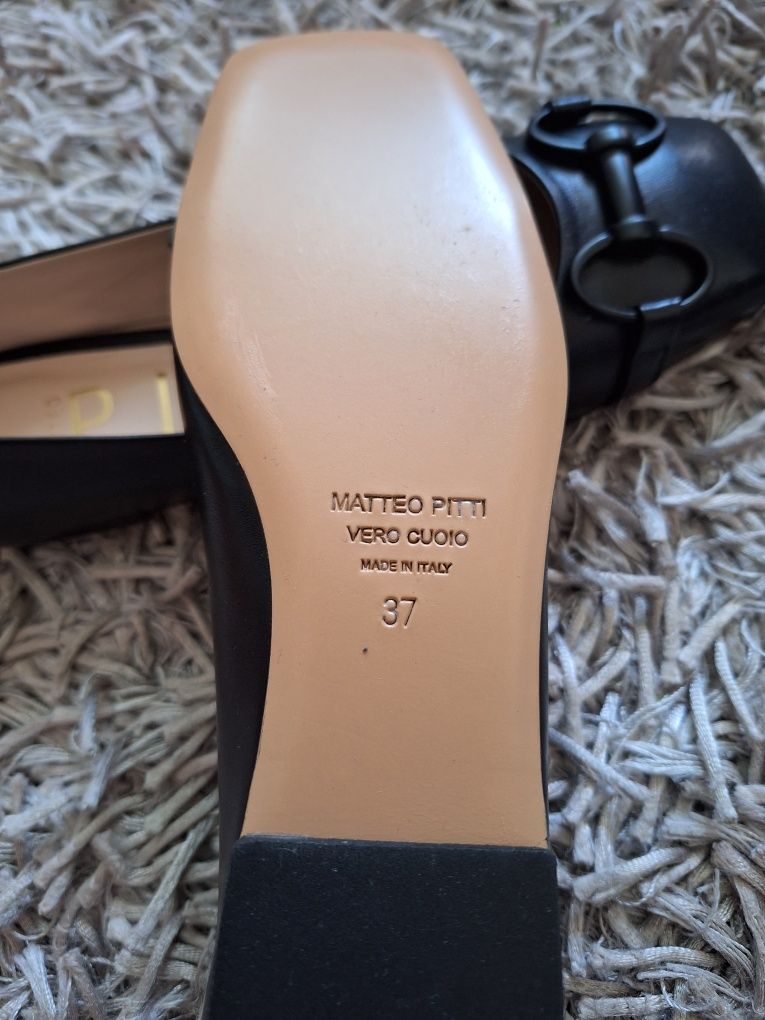 MATTEO PITTI
VERO CUOIO
MADE IN ITALY
37